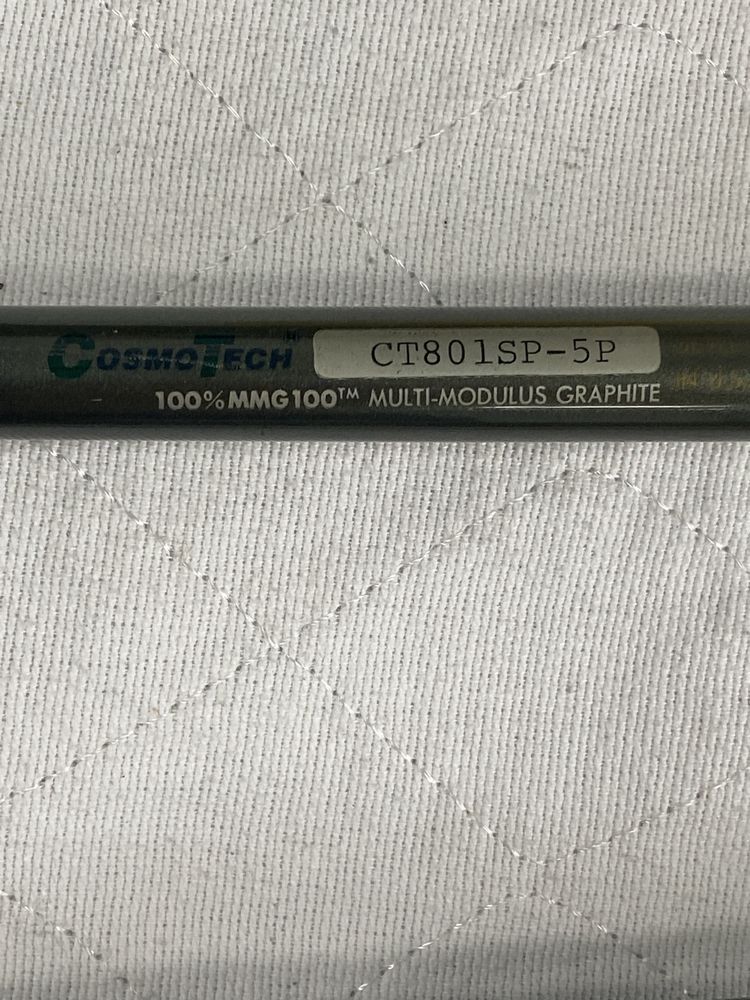 COSMOTECH CT801SP-5P
100%MMG100™ MULTI-MODULUS GRAPHITE